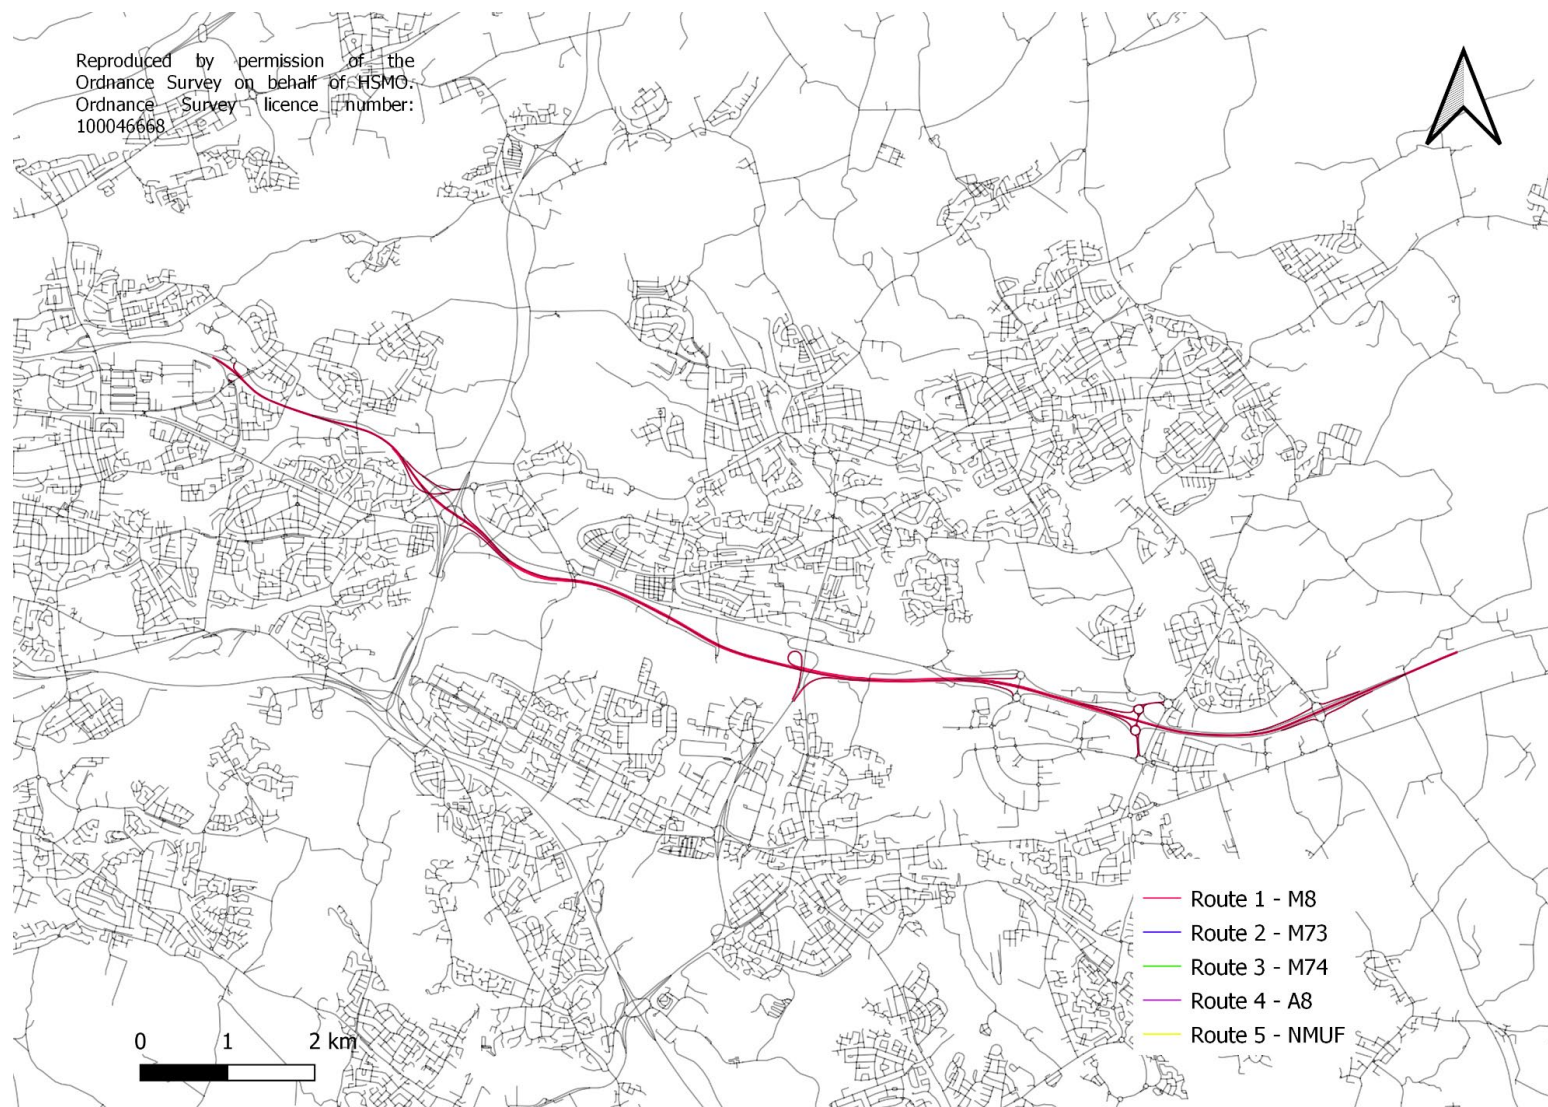 Reproduced by permission of the
Ordnance Survey on behalf of HSMO.
Ordnance Survey licence number:
100046668
Route 1 - M8
Route 2 - M73
Route 3 - M74
Route 4 - A8
Route 5 - NMUF
0 1 2 km